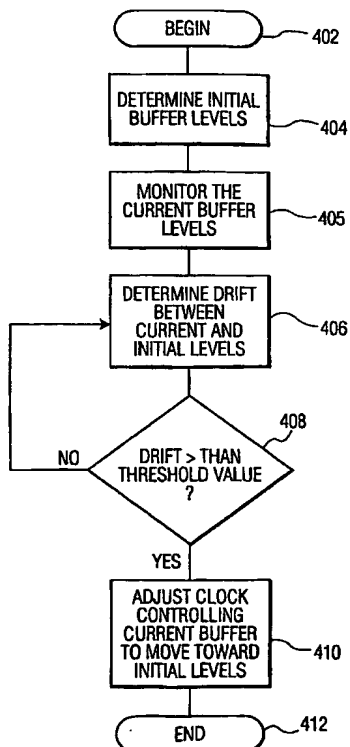 BEGIN
402
DETERMINE INITIAL
BUFFER LEVELS
404
MONITOR THE
CURRENT BUFFER
LEVELS
405
DETERMINE DRIFT
BETWEEN
CURRENT AND
INITIAL LEVELS
406
DRIFT > THAN
THRESHOLD VALUE
?
408
NO
YES
ADJUST CLOCK
CONTROLLING
CURRENT BUFFER
TO MOVE TOWARD
INITIAL LEVELS
410
END
412